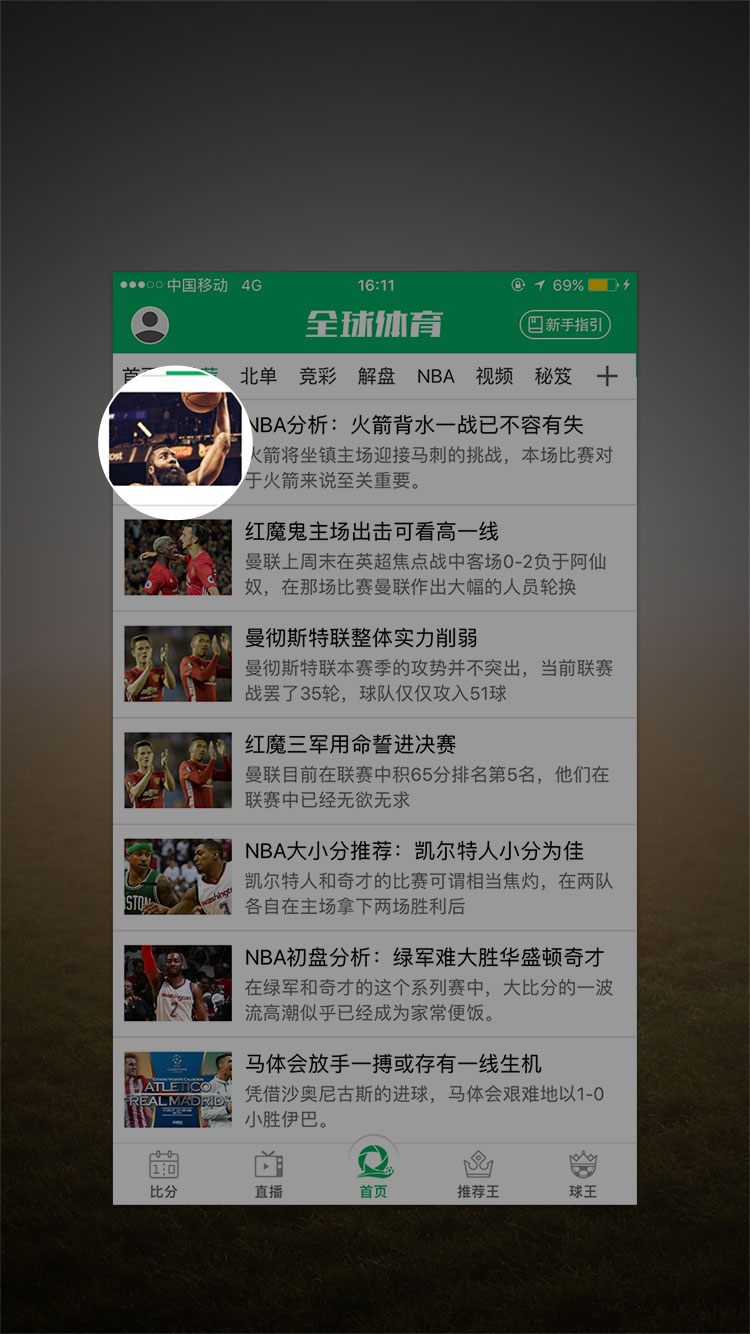 中国移动 4G 16:11 69%
全球体育 新手指引
北单 竞彩 解盘 NBA 视频 秘笈 +
NBA分析：火箭背水一战已不容有失
火箭将坐镇主场迎接马刺的挑战，本场比赛对
于火箭来说至关重要。
红魔鬼主场出击可看高一线
曼联上周末在英超焦点战中客场0-2负于阿仙
奴，在那场比赛曼联作出大幅的人员轮换
曼彻斯特联整体实力削弱
曼彻斯特联本赛季的攻势并不突出，当前联赛
战罢了35轮，球队仅仅攻入51球
红魔三军用命誓进决赛
曼联目前在联赛中积65分排名第5名，他们在
联赛中已经无欲无求
NBA大小分推荐：凯尔特人小分为佳
凯尔特人和奇才的比赛可谓相当焦灼，在两队
各自在主场拿下两场胜利后
STON
washington
NBA初盘分析：绿军难大胜华盛顿奇才
在绿军和奇才的这个系列赛中，大比分的一波
流高潮似乎已经成为家常便饭。
washington
2
马体会放手一搏或存有一线生机
凭借沙奥尼古斯的进球，马体会艰难地以1-0
小胜伊巴。
ATLETICO
REAL MADRID
1:0
比分 直播 首页 推荐王 球王